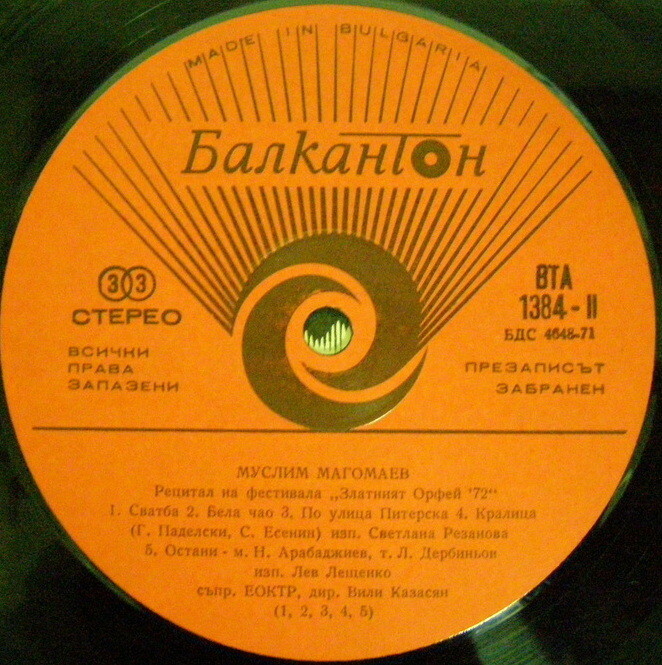 MADE IN BULGARIA
Балкантон
33
СТЕРЕО
ВСИЧКИ
ПРАВА
ЗАПАЗЕНИ
ВТА
1384-II
БДС 4648-71
ПРЕЗАПИСЪТ
ЗАБРАНЕН
МУСЛИМ МАГОМАЕВ
Рецитал на фестивала „Златният Орфей '72“
1. Сватба 2. Бела чао 3. По улица Питерска 4. Кралица
(Г. Паделски, С. Есенин) изп. Светлана Резанова
5. Остани - м. Н. Арабаджиев, т. Л. Дербиньов
изп. Лев Лещенко
съпр. ЕОКТР, дир. Вили Казасян
(1, 2, 3, 4, 5)